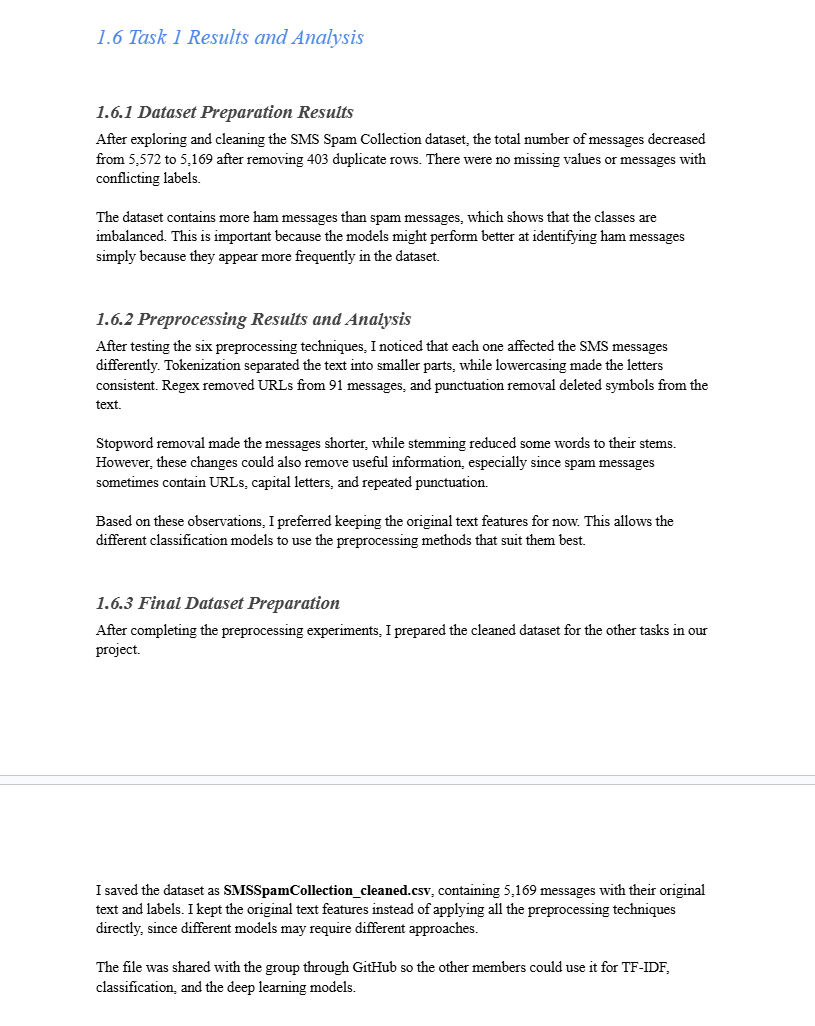 1.6 Task 1 Results and Analysis
1.6.1 Dataset Preparation Results
After exploring and cleaning the SMS Spam Collection dataset, the total number of messages decreased
from 5,572 to 5,169 after removing 403 duplicate rows. There were no missing values or messages with
conflicting labels.
The dataset contains more ham messages than spam messages, which shows that the classes are
imbalanced. This is important because the models might perform better at identifying ham messages
simply because they appear more frequently in the dataset.
1.6.2 Preprocessing Results and Analysis
After testing the six preprocessing techniques, I noticed that each one affected the SMS messages
differently. Tokenization separated the text into smaller parts, while lowercasing made the letters
consistent. Regex removed URLs from 91 messages, and punctuation removal deleted symbols from the
text.
Stopword removal made the messages shorter, while stemming reduced some words to their stems.
However, these changes could also remove useful information, especially since spam messages
sometimes contain URLs, capital letters, and repeated punctuation.
Based on these observations, I preferred keeping the original text features for now. This allows the
different classification models to use the preprocessing methods that suit them best.
1.6.3 Final Dataset Preparation
After completing the preprocessing experiments, I prepared the cleaned dataset for the other tasks in our
project.
I saved the dataset as SMSSpamCollection_cleaned.csv, containing 5,169 messages with their original
text and labels. I kept the original text features instead of applying all the preprocessing techniques
directly, since different models may require different approaches.
The file was shared with the group through GitHub so the other members could use it for TF-IDF,
classification, and the deep learning models.